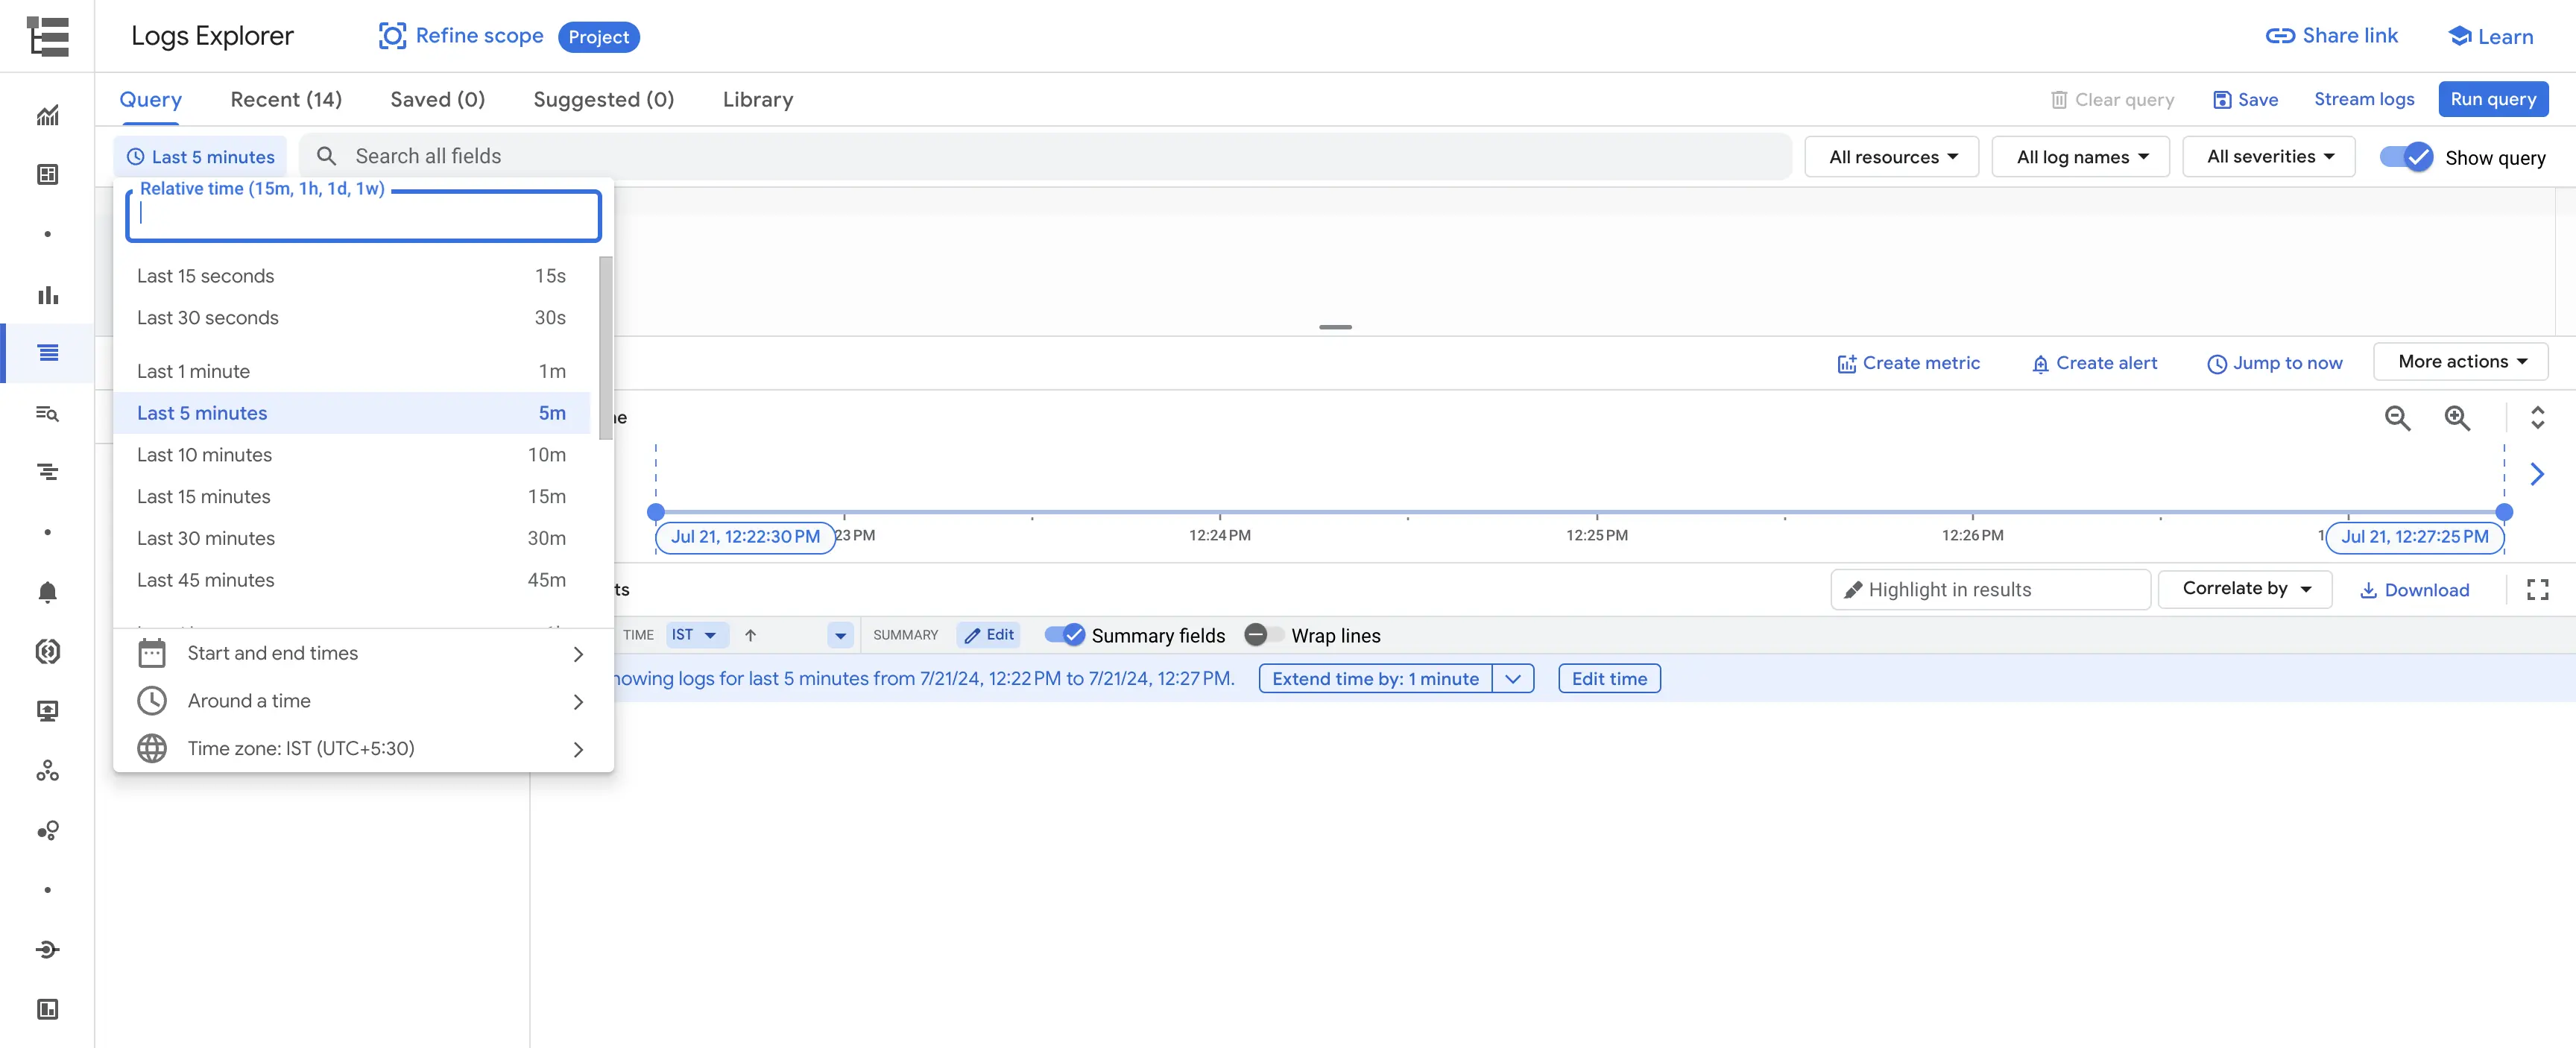 Logs Explorer Refine scope Project Share link Learn
Query Recent (14) Saved (0) Suggested (0) Library Clear query Save Stream logs Run query
Last 5 minutes Search all fields All resources All log names All severities Show query
Relative time (15m, 1h, 1d, 1w)
Last 15 seconds 15s
Last 30 seconds 30s
Last 1 minute 1m
Last 5 minutes 5m
Last 10 minutes 10m
Last 15 minutes 15m
Last 30 minutes 30m
Last 45 minutes 45m
Start and end times
Around a time
Time zone: IST (UTC+5:30)
Create metric Create alert Jump to now More actions
Jul 21, 12:22:30 PM 23 PM 12:24 PM 12:25 PM 12:26 PM Jul 21, 12:27:25 PM
Highlight in results Correlate by Download
TIME IST SUMMARY Edit Summary fields Wrap lines
howing logs for last 5 minutes from 7/21/24, 12:22 PM to 7/21/24, 12:27 PM. Extend time by: 1 minute Edit time